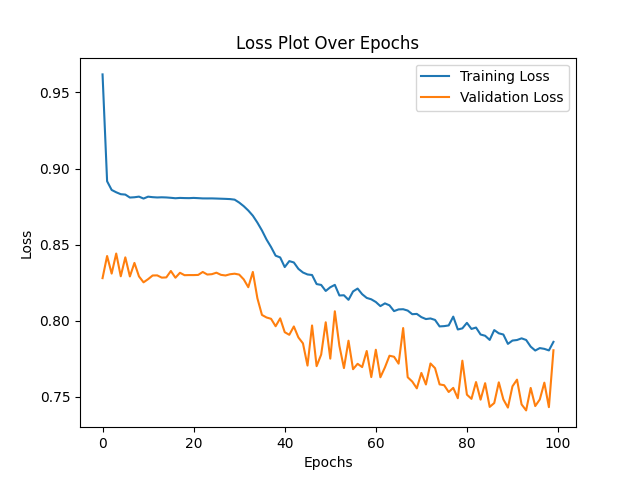 Loss Plot Over Epochs
Training Loss
Validation Loss
0.95
0.90
0.85
0.80
0.75
Loss
0 20 40 60 80 100
Epochs